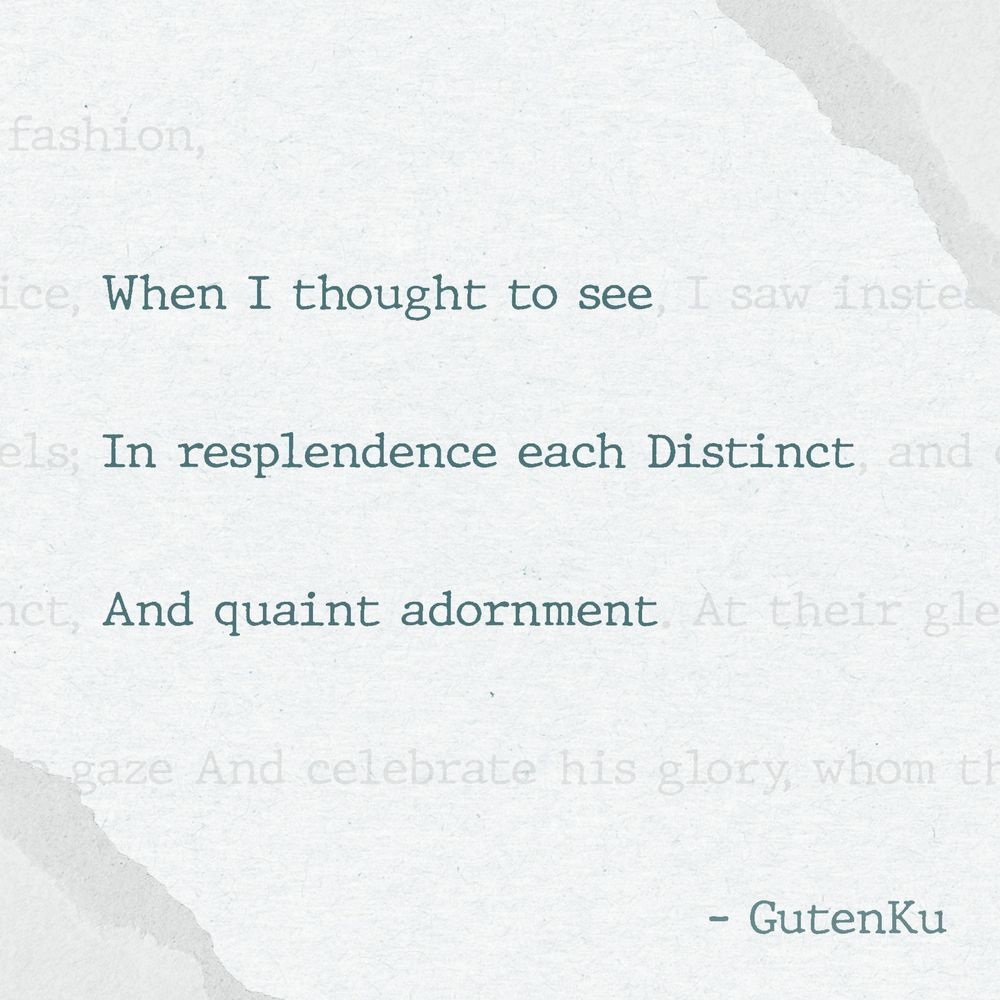 fashion,
ice, When I thought to see, I saw inste
els; In resplendence each Distinct, and
nct, And quaint adornment. At their gle
gaze And celebrate his glory, whom th
- GutenKu